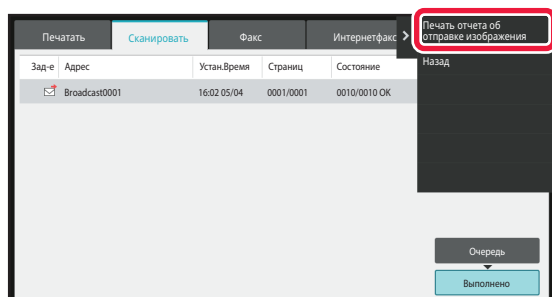 Печатать Сканировать Факс Интернетфакс
Печать отчета об
отправке изображения
Зад-е Адрес Устан.Время Страниц Состояние
Назад
Broadcast0001 16:02 05/04 0001/0001 0010/0010 OK
Очередь
Выполнено